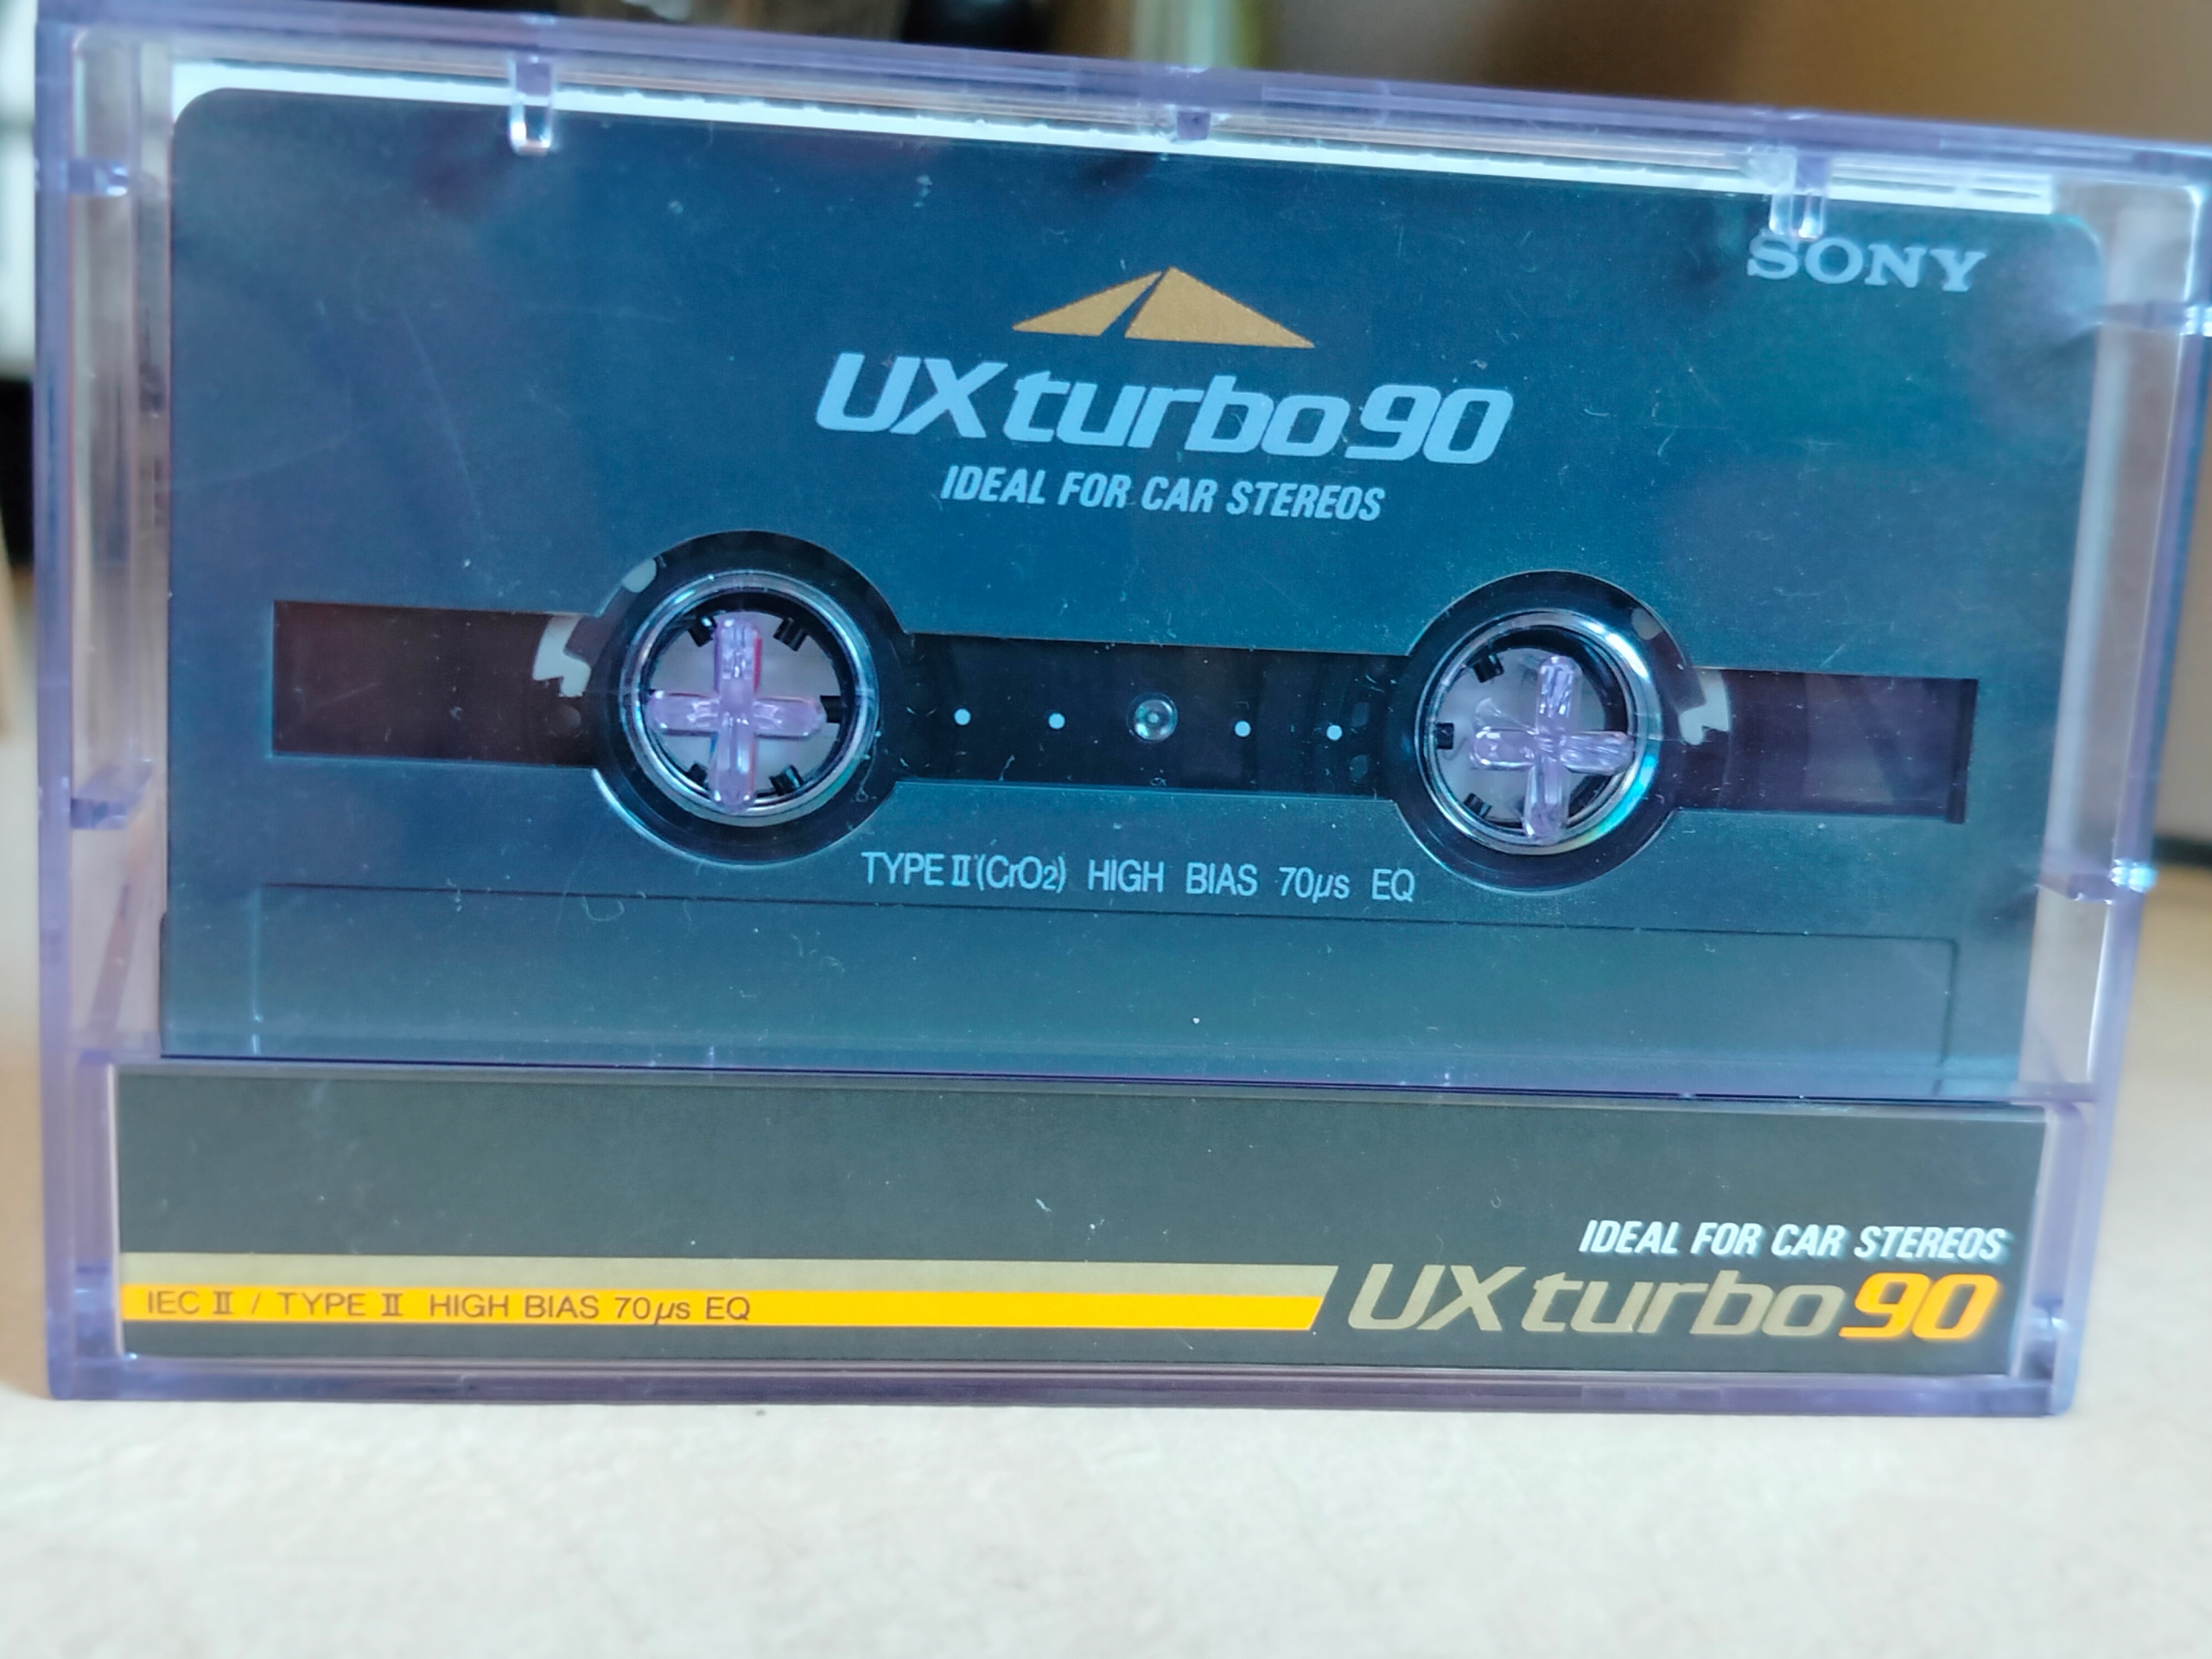 SONY
UX turbo 90
IDEAL FOR CAR STEREOS
TYPE II (CrO2) HIGH BIAS 70µs EQ
IDEAL FOR CAR STEREOS
IEC II / TYPE II HIGH BIAS 70µs EQ
UX turbo 90